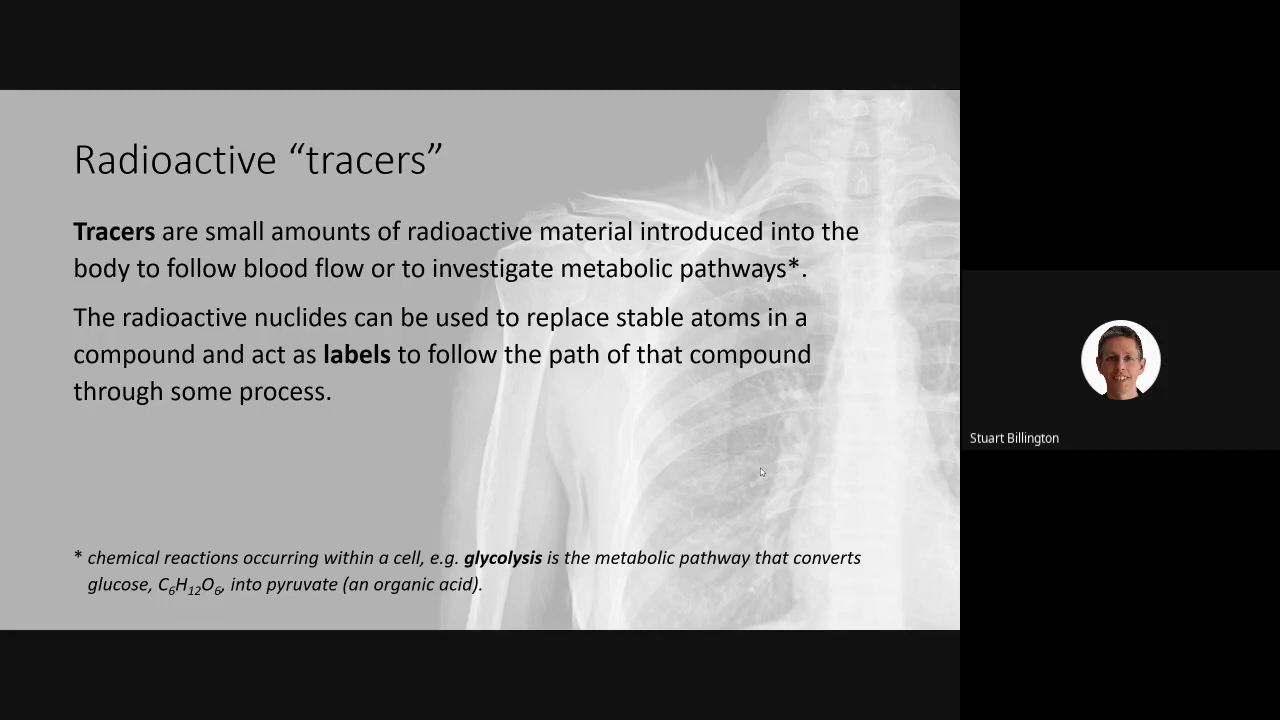 Radioactive “tracers”
Tracers are small amounts of radioactive material introduced into the
body to follow blood flow or to investigate metabolic pathways*.
The radioactive nuclides can be used to replace stable atoms in a
compound and act as labels to follow the path of that compound
through some process.
* chemical reactions occurring within a cell, e.g. glycolysis is the metabolic pathway that converts
glucose, C₆H₁₂O₆, into pyruvate (an organic acid).
Stuart Billington